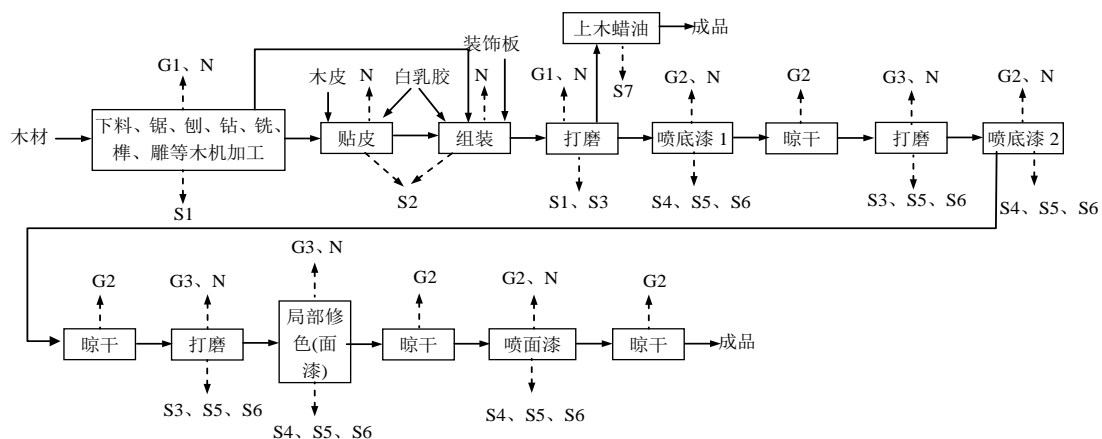 上木蜡油
成品
装饰板
木皮
白乳胶
G1、N
N
N
G1、N
S7
G2、N
G2
G3、N
G2、N
木材
下料、锯、刨、钻、铣、
榫、雕等木机加工
贴皮
组装
打磨
喷底漆 1
晾干
打磨
喷底漆 2
S1
S2
S1、S3
S4、S5、S6
S3、S5、S6
S4、S5、S6
G2
G3、N
G3、N
G2
G2、N
G2
晾干
打磨
局部修
色(面
漆)
晾干
喷面漆
晾干
成品
S3、S5、S6
S4、S5、S6
S4、S5、S6